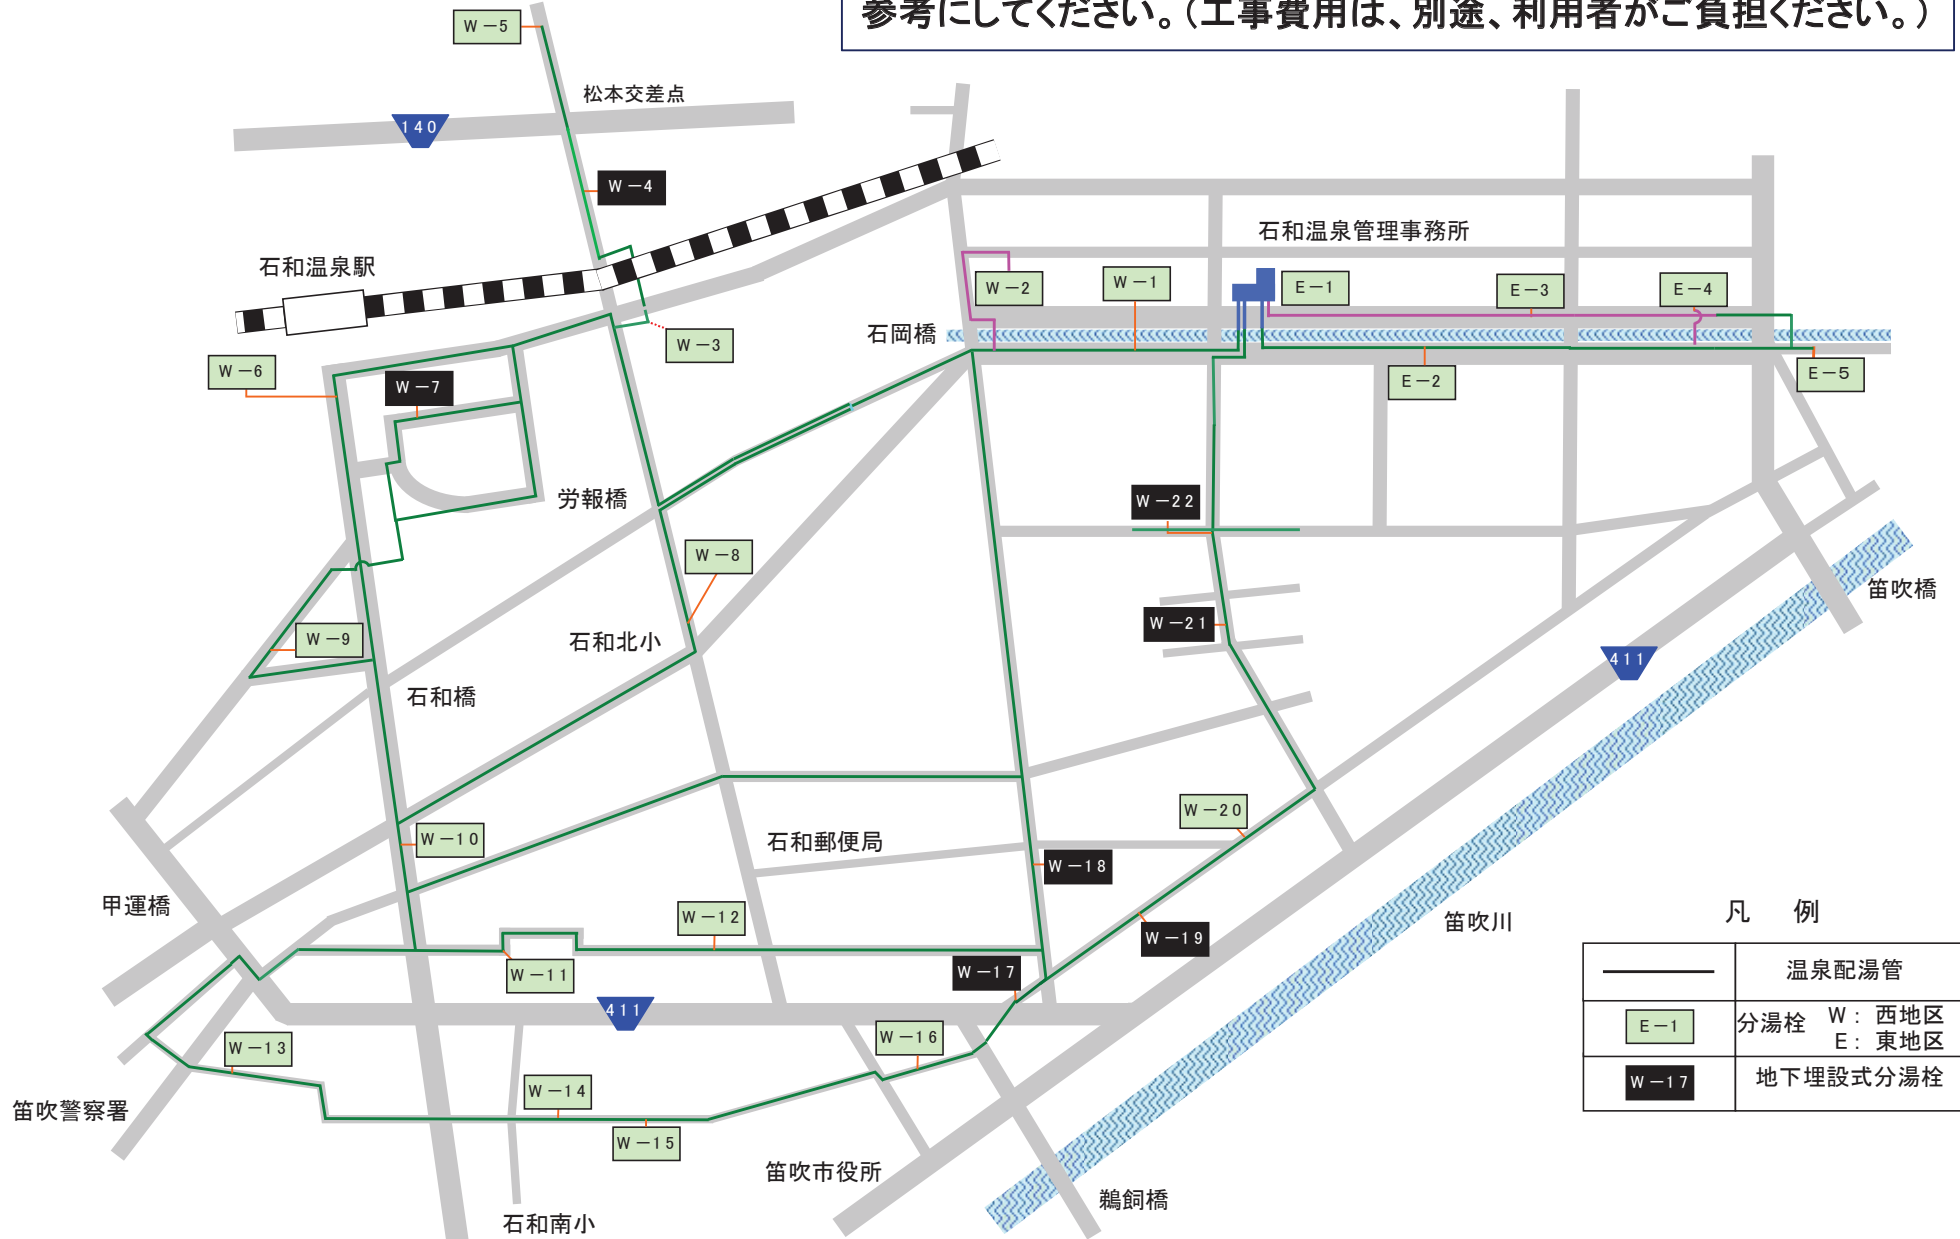 参考にしてください。（工事費用は、別途、利用者がご負担ください。）
W－5
松本交差点
140
W－4
石和温泉管理事務所
石和温泉駅
W－2
W－1
E－1
E－3
E－4
石岡橋
W－3
W－6
W－7
E－2
E－5
労報橋
W－22
W－8
笛吹橋
W－21
W－9
石和北小
411
石和橋
W－20
W－10
石和郵便局
W－18
甲運橋
W－12
笛吹川
W－19
W－11
W－17
411
W－16
W－13
W－14
笛吹警察署
W－15
笛吹市役所
鵜飼橋
石和南小
凡　例
温泉配湯管
E－1
分湯栓 W：西地区
E：東地区
W－17
地下埋設式分湯栓